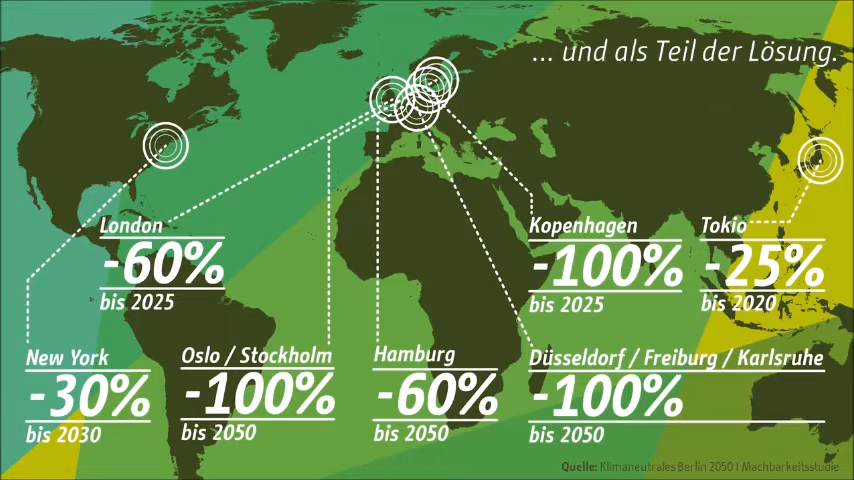 ... und als Teil der Lösung.
London
-60%
bis 2025
Kopenhagen
-100%
bis 2025
Tokio
-25%
bis 2020
New York
-30%
bis 2030
Oslo / Stockholm
-100%
bis 2050
Hamburg
-60%
bis 2050
Düsseldorf / Freiburg / Karlsruhe
-100%
bis 2050
Quelle: Klimaneutrales Berlin 2050 I Machbarkeitsstudie